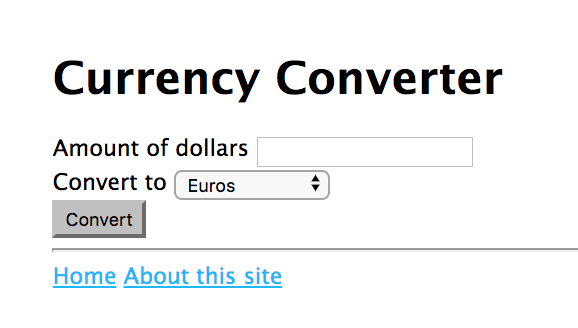 Currency Converter
Amount of dollars
Convert to Euros
Convert
Home About this site